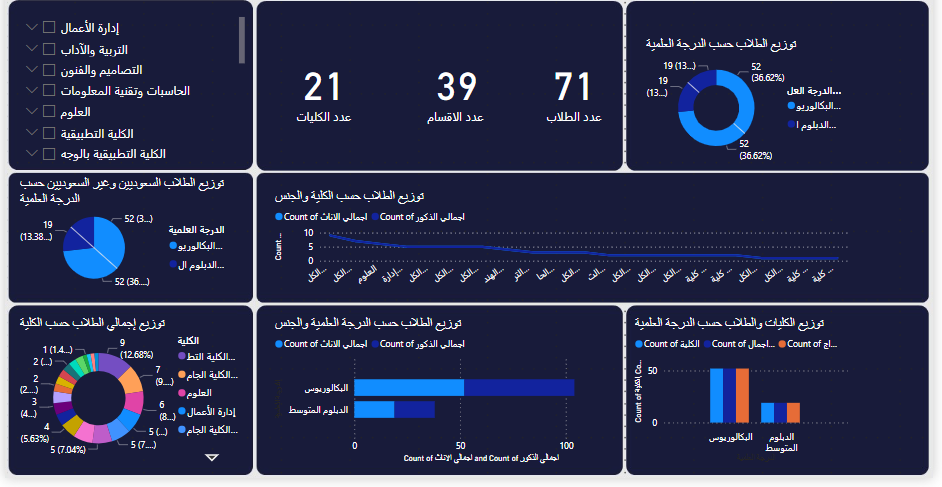 إدارة الأعمال
التربية والآداب
التصاميم والفنون
الحاسبات وتقنية المعلومات
العلوم
الكلية التطبيقية
الكلية التطبيقية بالوجه
21
عدد الكليات
39
عدد الاقسام
71
عدد الطلاب
توزيع الطلاب حسب الدرجة العلمية
19 (13...)
19
(13...)
52
(36.62%)
52
(36.62%)
الدرجة العل...
البكالوريو...
الدبلوم ا...
توزيع الطلاب السعوديين وغير السعوديين حسب
الدرجة العلمية
52 (3...)
19
(13.38...)
52 (36....)
الدرجة العلمية
البكالوريو...
الدبلوم ال...
توزيع الطلاب حسب الكلية والجنس
Count of اجمالي الاناث
Count of اجمالي الذكور
Count ...
10
5
0
الكل...
الكل...
العلوم
إدارة...
الكل...
الكل...
الكل...
الهند...
الكل...
التر...
الكل...
الكل...
الكل...
الكل...
كلية ...
كلية ...
الكل...
الكل...
كلية ...
كلية ...
توزيع إجمالي الطلاب حسب الكلية
1 (1.4...)
2 (...)
2
(2...)
3
(4...)
4
(5.63%)
5 (7.04%)
5 (7....)
5 (...)
6
(8...)
7
(9....)
9
(12.68%)
الكلية
الكلية التط...
الكلية الجام...
العلوم
إدارة الأعمال
الكلية الجام...
توزيع الطلاب حسب الدرجة العلمية والجنس
Count of اجمالي الاناث
Count of اجمالي الذكور
البكالوريوس
الدبلوم المتوسط
0
50
100
Count of اجمالي الاناث and Count of اجمالي الذكور
توزيع الكليات والطلاب حسب الدرجة العلمية
Count of الكلية
Count of اجمال...
Count of اج...
Count of الكلية, Co...
50
0
البكالوريوس
الدبلوم
المتوسط